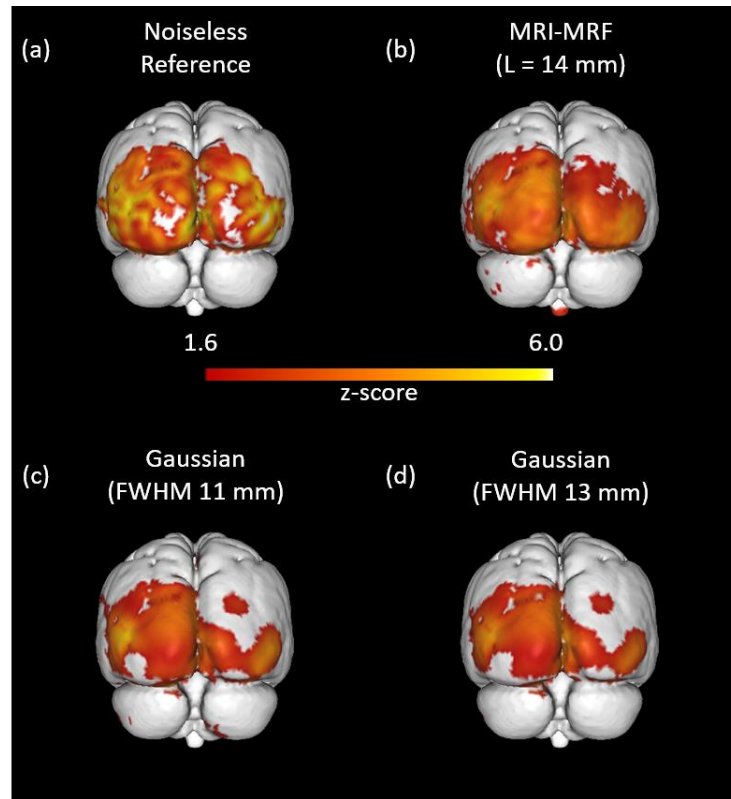 (a)
Noiseless
Reference
(b)
MRI-MRF
(L = 14 mm)
1.6
6.0
z-score
(c)
Gaussian
(FWHM 11 mm)
(d)
Gaussian
(FWHM 13 mm)